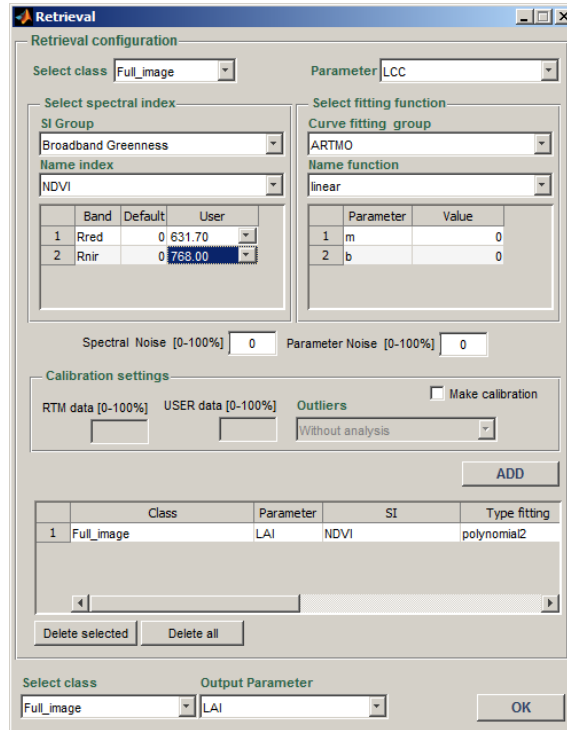 Retrieval
Retrieval configuration
Select class Full_image Parameter LCC
Select spectral index
SI Group
Broadband Greenness
Name index
NDVI
Band Default User
1 Rred 0 631.70
2 Rnir 0 768.00
Select fitting function
Curve fitting group
ARTMO
Name function
linear
Parameter Value
1 m 0
2 b 0
Spectral Noise [0-100%] 0 Parameter Noise [0-100%] 0
Calibration settings
Make calibration
RTM data [0-100%] USER data [0-100%] Outliers
Without analysis
ADD
Class Parameter SI Type fitting
1 Full_image LAI NDVI polynomial2
Delete selected Delete all
Select class Output Parameter
Full_image LAI OK